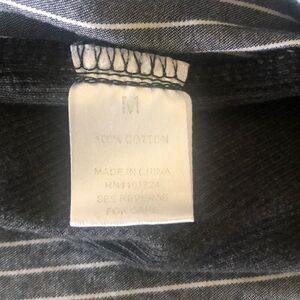 M
100% COTTON
MADE IN CHINA
SEE REVERSE
FOR CARE